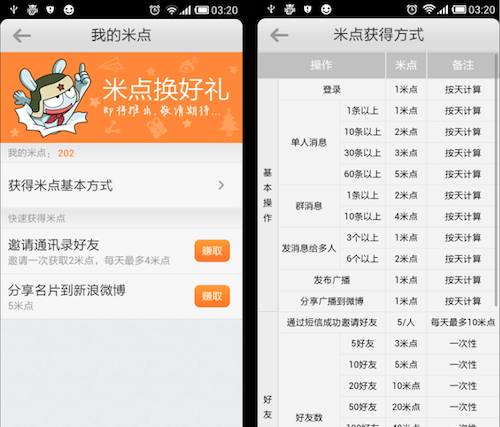 03:20
我的米点
米点换好礼
即将推出,敬请期待...
我的米点: 202
获得米点基本方式
快速获得米点
邀请通讯录好友
邀请一次获取2米点，每天最多4米点
赚取
分享名片到新浪微博
5米点
赚取
03:20
米点获得方式
操作 米点 备注
基本操作
登录 1米点 按天计算
单人消息
1条以上 1米点 按天计算
10条以上 2米点 按天计算
30条以上 3米点 按天计算
60条以上 5米点 按天计算
群消息
1条以上 2米点 按天计算
10条以上 4米点 按天计算
发消息给多人
3个以上 1米点 按天计算
6个以上 2米点 按天计算
发布广播 1米点 按天计算
分享广播到微博 1米点 按天计算
好友
通过短信成功邀请好友 5/人 每天最多10米点
好友数
5好友 3米点 一次性
10好友 5米点 一次性
20好友 10米点 一次性
50好友 20米点 一次性